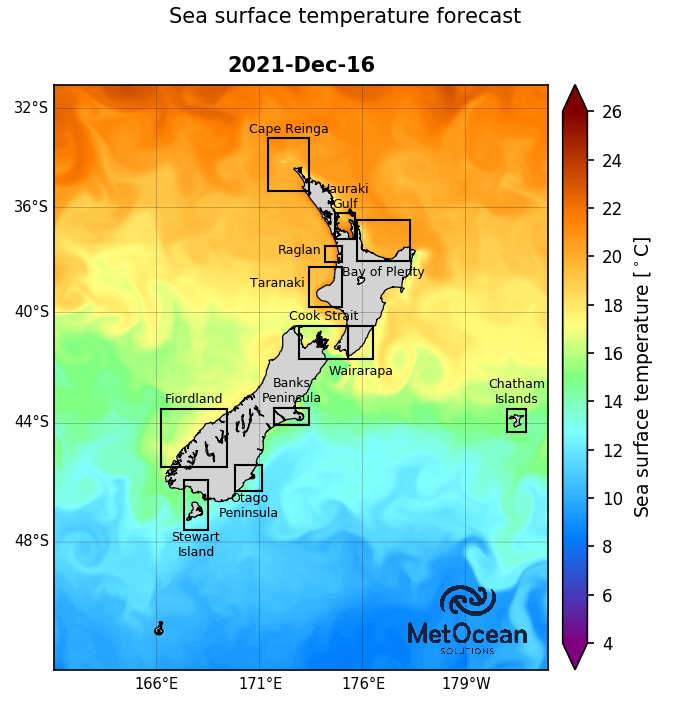 Sea surface temperature forecast
2021-Dec-16
32°S
36°S
40°S
44°S
48°S
166°E
171°E
176°E
179°W
Cape Reinga
Hauraki
Gulf
Raglan
Bay of Plenty
Taranaki
Cook Strait
Wairarapa
Banks
Peninsula
Chatham
Islands
Fiordland
Otago
Peninsula
Stewart
Island
MetOcean
SOLUTIONS
26
24
22
20
18
16
14
12
10
8
6
4
Sea surface temperature [°C]